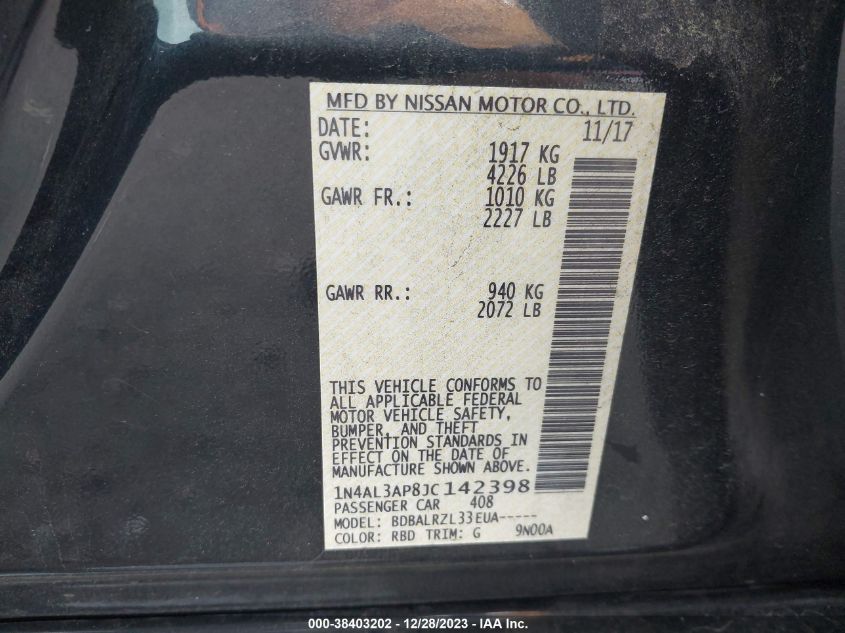 MFD BY NISSAN MOTOR CO., LTD.
DATE: 11/17
GVWR: 1917 KG
4226 LB
GAWR FR.: 1010 KG
2227 LB
GAWR RR.: 940 KG
2072 LB
THIS VEHICLE CONFORMS TO
ALL APPLICABLE FEDERAL
MOTOR VEHICLE SAFETY,
BUMPER, AND THEFT
PREVENTION STANDARDS IN
EFFECT ON THE DATE OF
MANUFACTURE SHOWN ABOVE.
1N4AL3AP8JC142398
PASSENGER CAR 408
MODEL: BDBALRZL33EUA-----
COLOR: RBD TRIM: G 9N00A
000-38403202 - 12/28/2023 - IAA Inc.